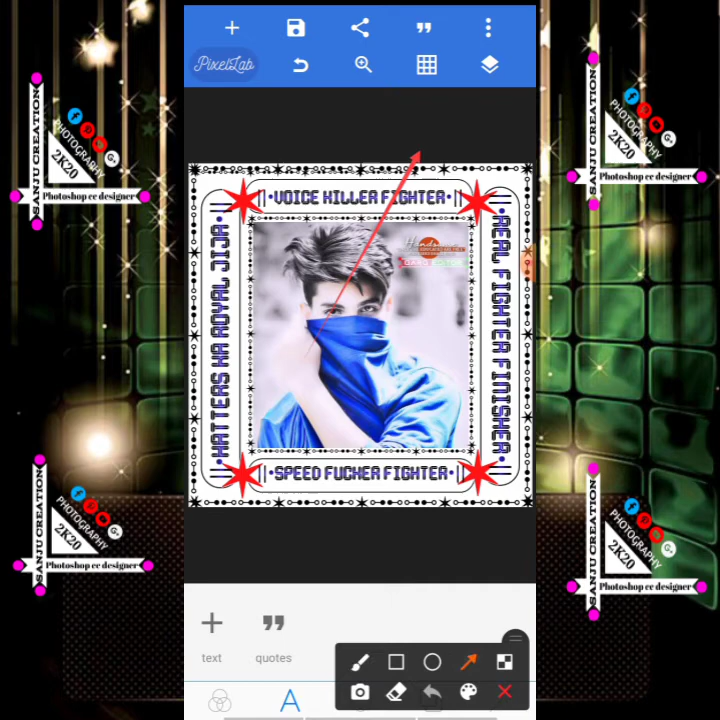 PixelLab
SANJU CREATION
PHOTOGRAPHY
2K20
G+
Photoshop cc designer
SANJU CREATION
PHOTOGRAPHY
2K20
G+
Photoshop cc designer
•VOICE KILLER FIGHTER•
•HATTERS KA ROYAL JIJA•
•REAL FIGHTER FINISHER•
Handsome
•SPEED FUCKER FIGHTER•
SANJU CREATION
PHOTOGRAPHY
2K20
G+
Photoshop cc designer
SANJU CREATION
PHOTOGRAPHY
2K20
G+
Photoshop cc designer
text
quotes
A